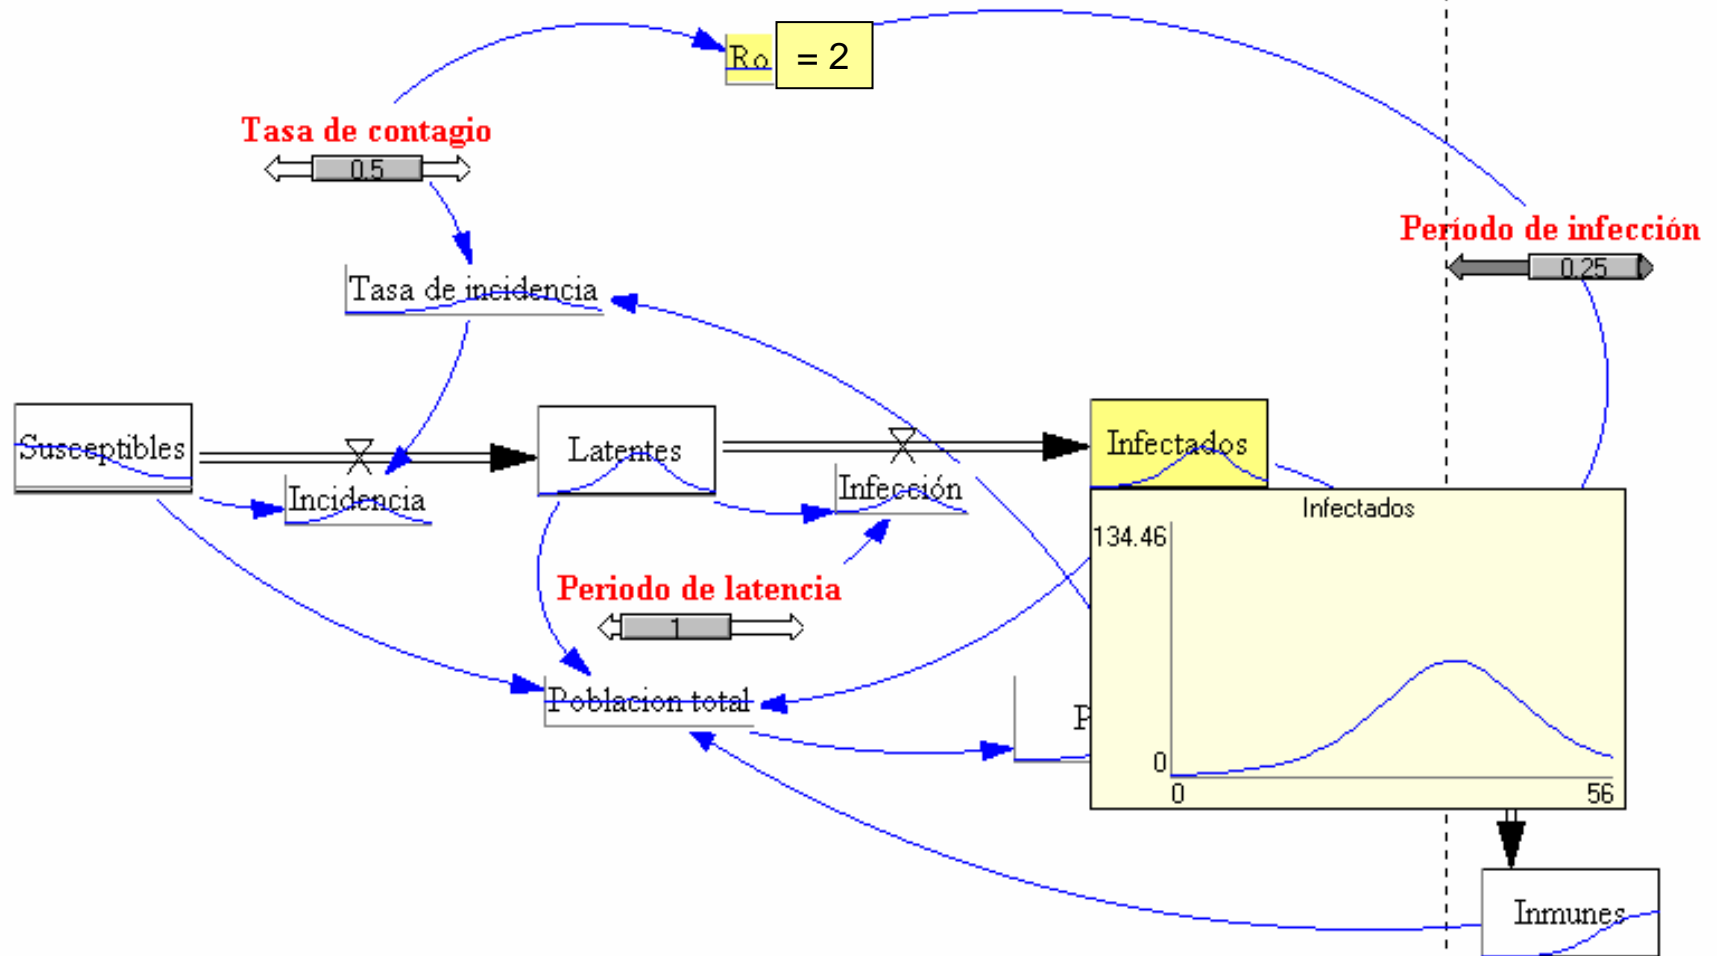 Ro = 2
Tasa de contagio
0.5
Período de infección
0.25
Tasa de incidencia
Susceptibles
Latentes
Infectados
Incidencia
Infección
Infectados
134.46
Periodo de latencia
1
Poblacion total
P
0
0
56
Inmunes